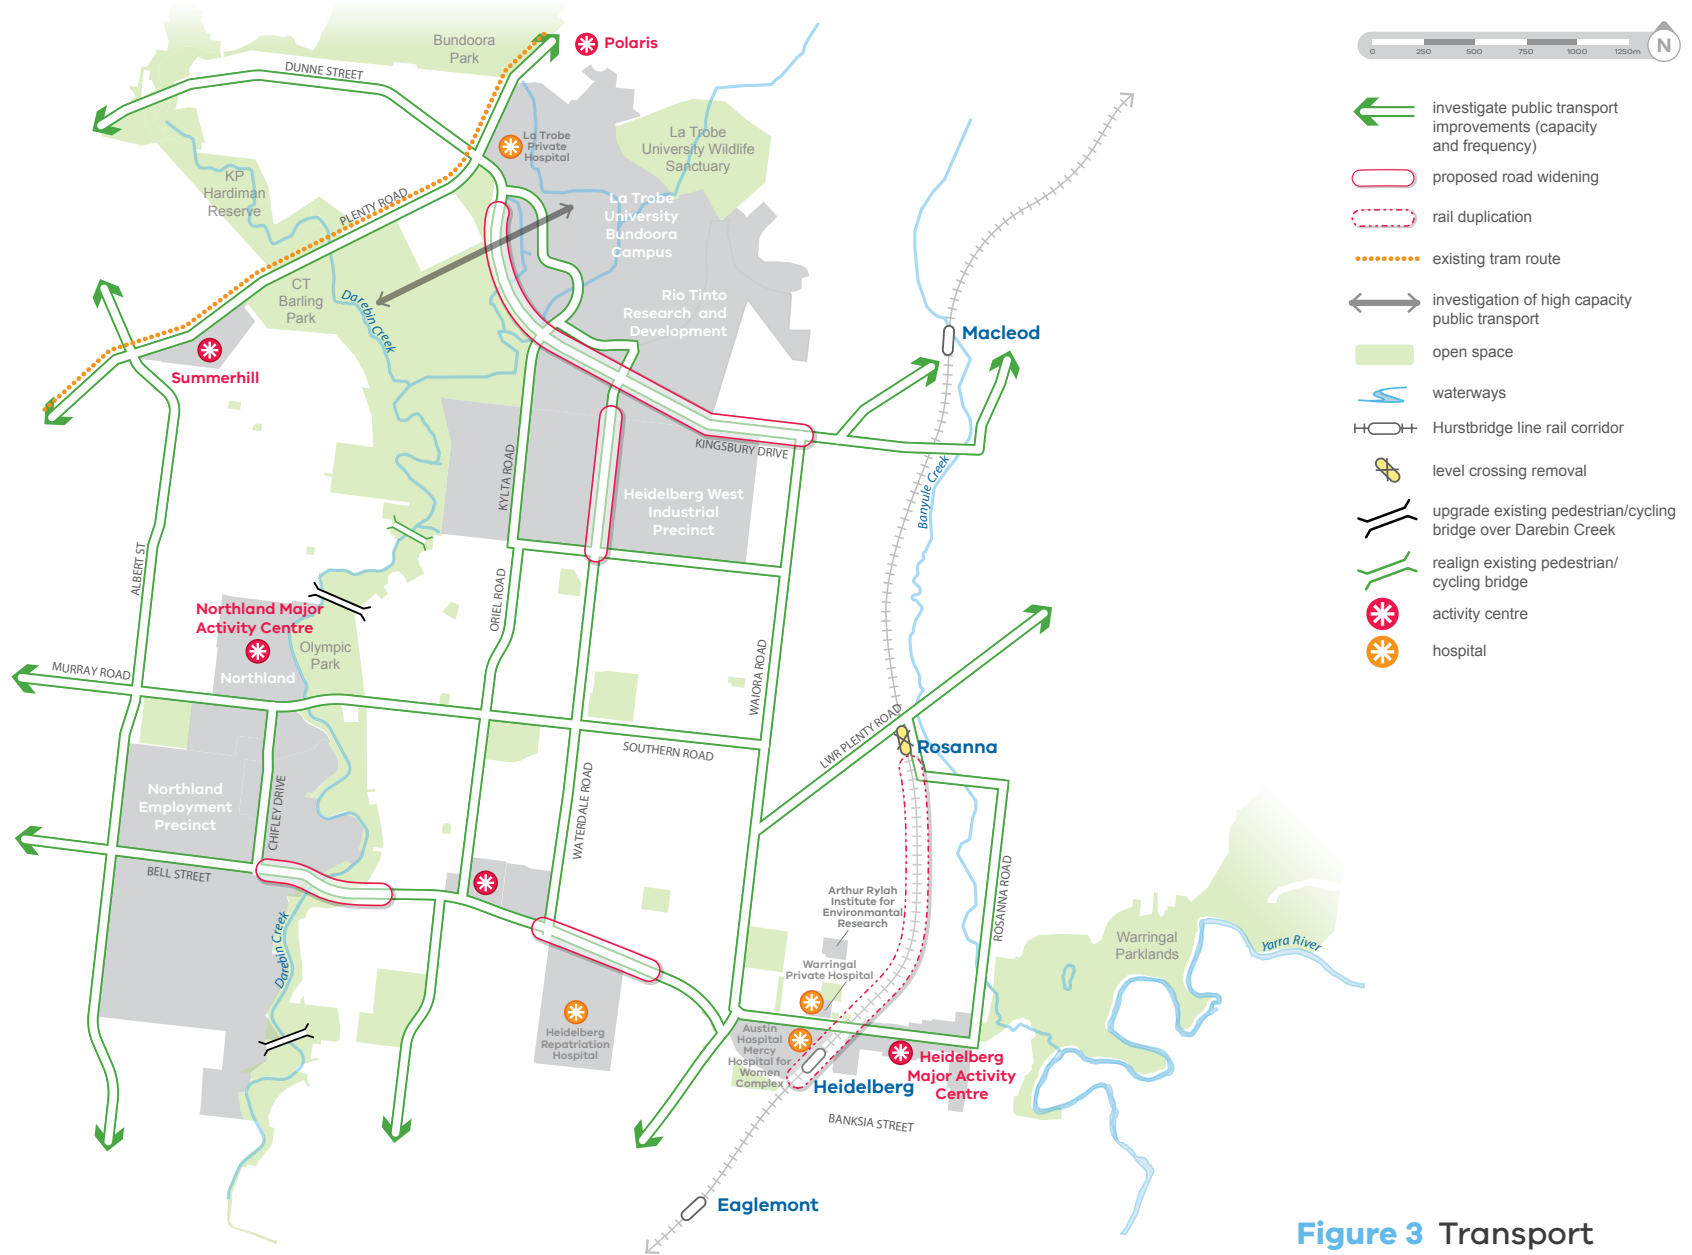 Bundoora
Park
Polaris
DUNNE STREET
La Trobe
Private
Hospital
La Trobe
University Wildlife
Sanctuary
KP
Hardiman
Reserve
PLENTY ROAD
La Trobe
University
Bundoora
Campus
CT
Barling
Park
Darebin Creek
Rio Tinto
Research and
Development
Summerhill
Macleod
KINGSBURY DRIVE
KYLTA ROAD
Heidelberg West
Industrial
Precinct
Banyule Creek
ALBERT ST
ORIEL ROAD
Northland Major
Activity Centre
Olympic
Park
Northland
MURRAY ROAD
WAIORA ROAD
SOUTHERN ROAD
LWR PLENTY ROAD
Rosanna
Northland
Employment
Precinct
CHIFLEY DRIVE
WATERDALE ROAD
BELL STREET
ROSANNA ROAD
Arthur Rylah
Institute for
Environmantal
Research
Darebin Creek
Warringal
Private Hospital
Warringal
Parklands
Yarra River
Heidelberg
Repatriation
Hospital
Austin
Hospital
Mercy
Hospital for
Women
Complex
Heidelberg
Heidelberg
Major Activity
Centre
BANKSIA STREET
Eaglemont
0 250 500 750 1000 1250m
N
investigate public transport
improvements (capacity
and frequency)
proposed road widening
rail duplication
existing tram route
investigation of high capacity
public transport
open space
waterways
Hurstbridge line rail corridor
level crossing removal
upgrade existing pedestrian/cycling
bridge over Darebin Creek
realign existing pedestrian/
cycling bridge
activity centre
hospital
Figure 3 Transport